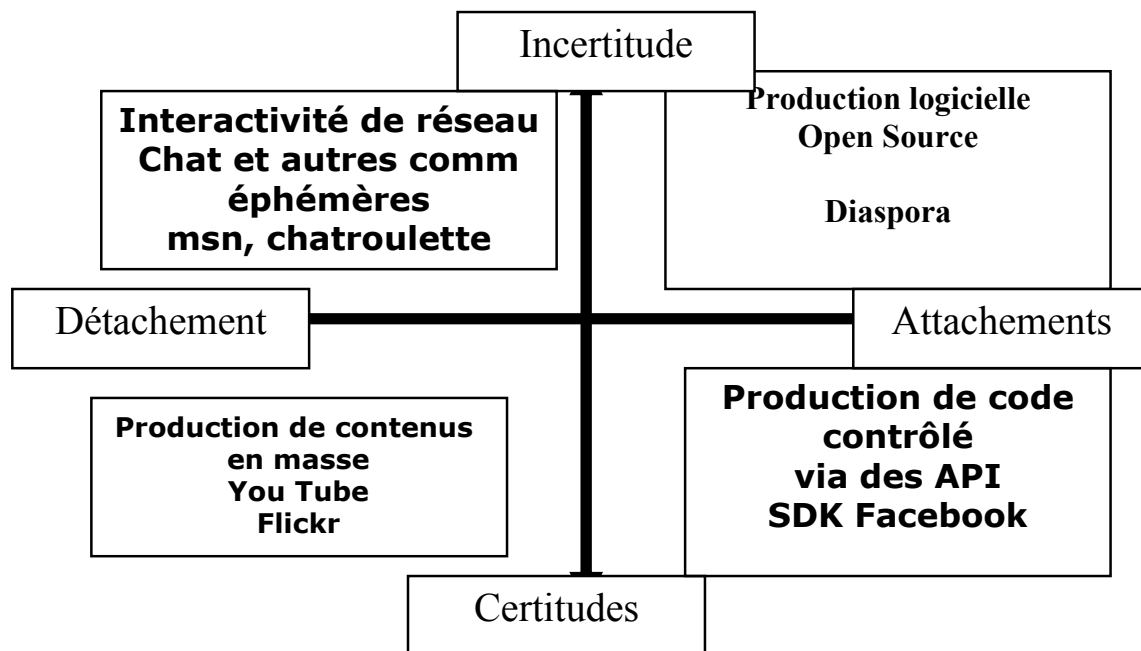 Incertitude
Interactivité de réseau
Chat et autres comm
éphémères
msn, chatroulette
Production logicielle
Open Source
Diaspora
Détachement
Attachements
Production de contenus
en masse
You Tube
Flickr
Production de code
contrôlé
via des API
SDK Facebook
Certitudes